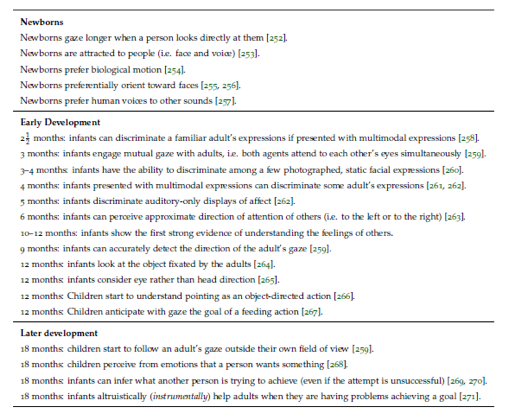 Newborns
Newborns gaze longer when a person looks directly at them [252].
Newborns are attracted to people (i.e. face and voice) [253].
Newborns prefer biological motion [254].
Newborns preferentially orient toward faces [255, 256].
Newborns prefer human voices to other sounds [257].
Early Development
2½ months: infants can discriminate a familiar adult's expressions if presented with multimodal expressions [258].
3 months: infants engage mutual gaze with adults, i.e. both agents attend to each other's eyes simultaneously [259].
3–4 months: infants have the ability to discriminate among a few photographed, static facial expressions [260].
4 months: infants presented with multimodal expressions can discriminate some adult's expressions [261, 262].
5 months: infants discriminate auditory-only displays of affect [262].
6 months: infants can perceive approximate direction of attention of others (i.e. to the left or to the right) [263].
10–12 months: infants show the first strong evidence of understanding the feelings of others.
9 months: infants can accurately detect the direction of the adult's gaze [259].
12 months: infants look at the object fixated by the adults [264].
12 months: infants consider eye rather than head direction [265].
12 months: Children start to understand pointing as an object-directed action [266].
12 months: Children anticipate with gaze the goal of a feeding action [267].
Later development
18 months: children start to follow an adult's gaze outside their own field of view [259].
18 months: children perceive from emotions that a person wants something [268].
18 months: infants can infer what another person is trying to achieve (even if the attempt is unsuccessful) [269, 270].
18 months: infants altruistically (instrumentally) help adults when they are having problems achieving a goal [271].